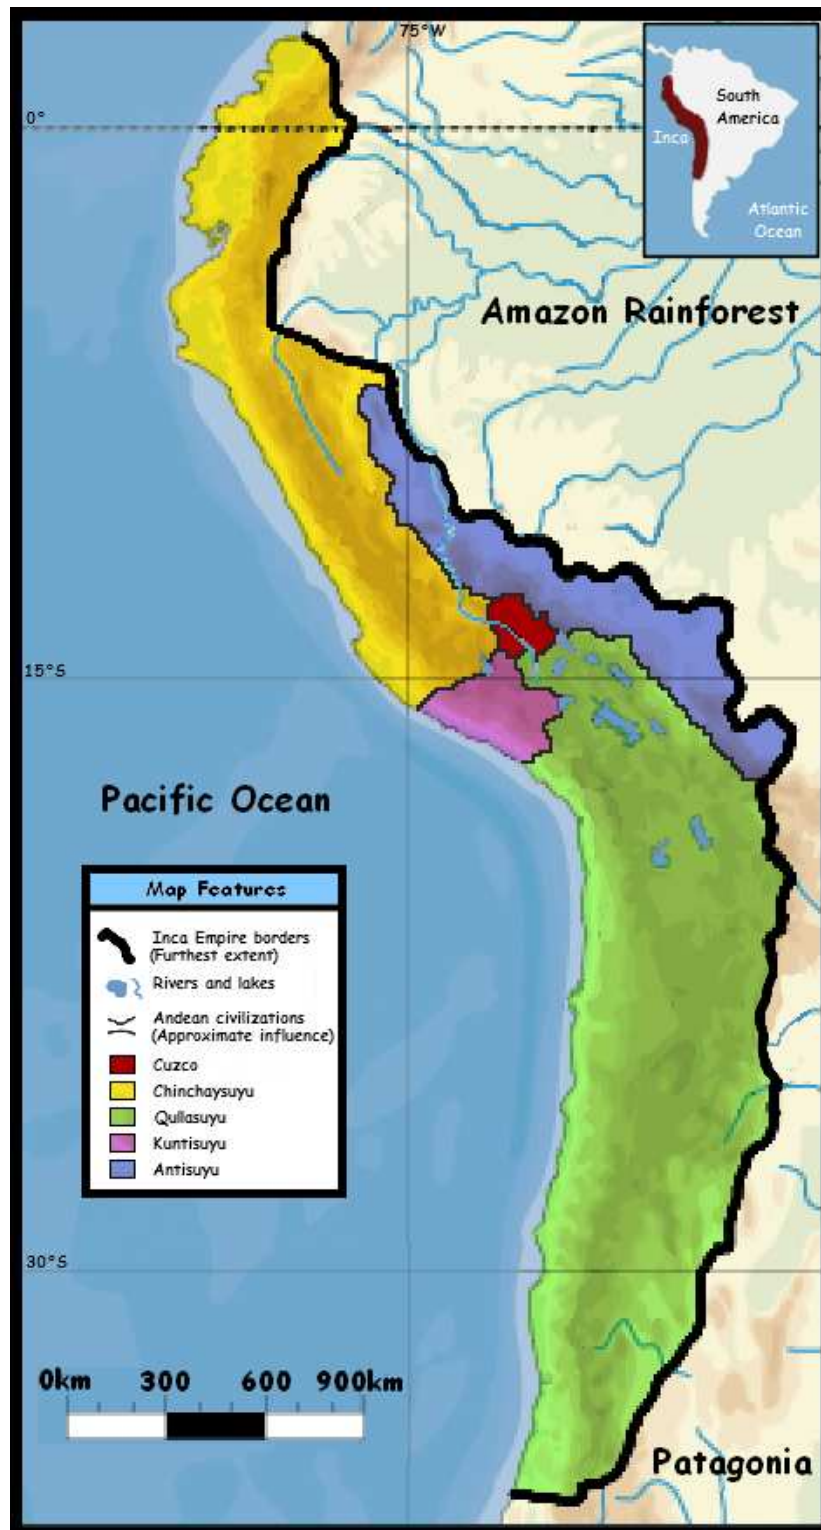 75°W
0°
South
America
Inca
Atlantic
Ocean
Amazon Rainforest
15°S
Pacific Ocean
Map Features
Inca Empire borders
(Furthest extent)
Rivers and lakes
Andean civilizations
(Approximate influence)
Cuzco
Chinchaysuyu
Qullasuyu
Kuntisuyu
Antisuyu
30°S
0km 300 600 900km
Patagonia